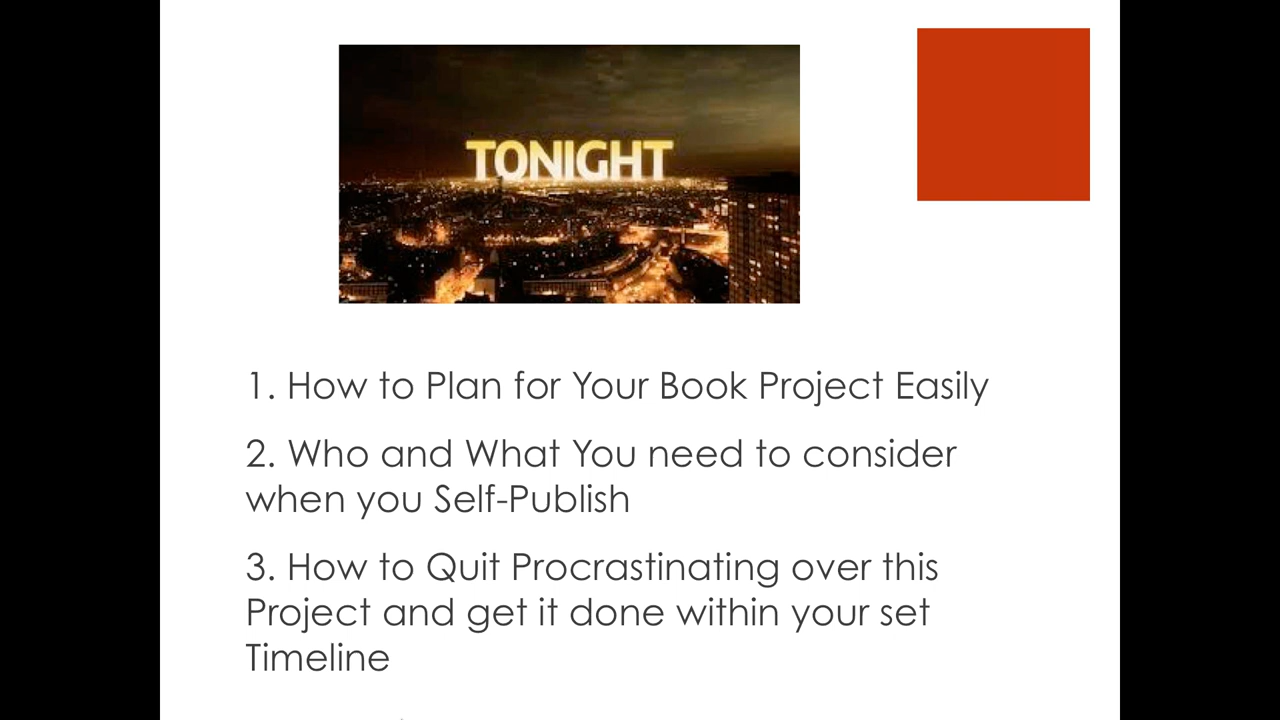 TONIGHT
1. How to Plan for Your Book Project Easily
2. Who and What You need to consider
when you Self-Publish
3. How to Quit Procrastinating over this
Project and get it done within your set
Timeline